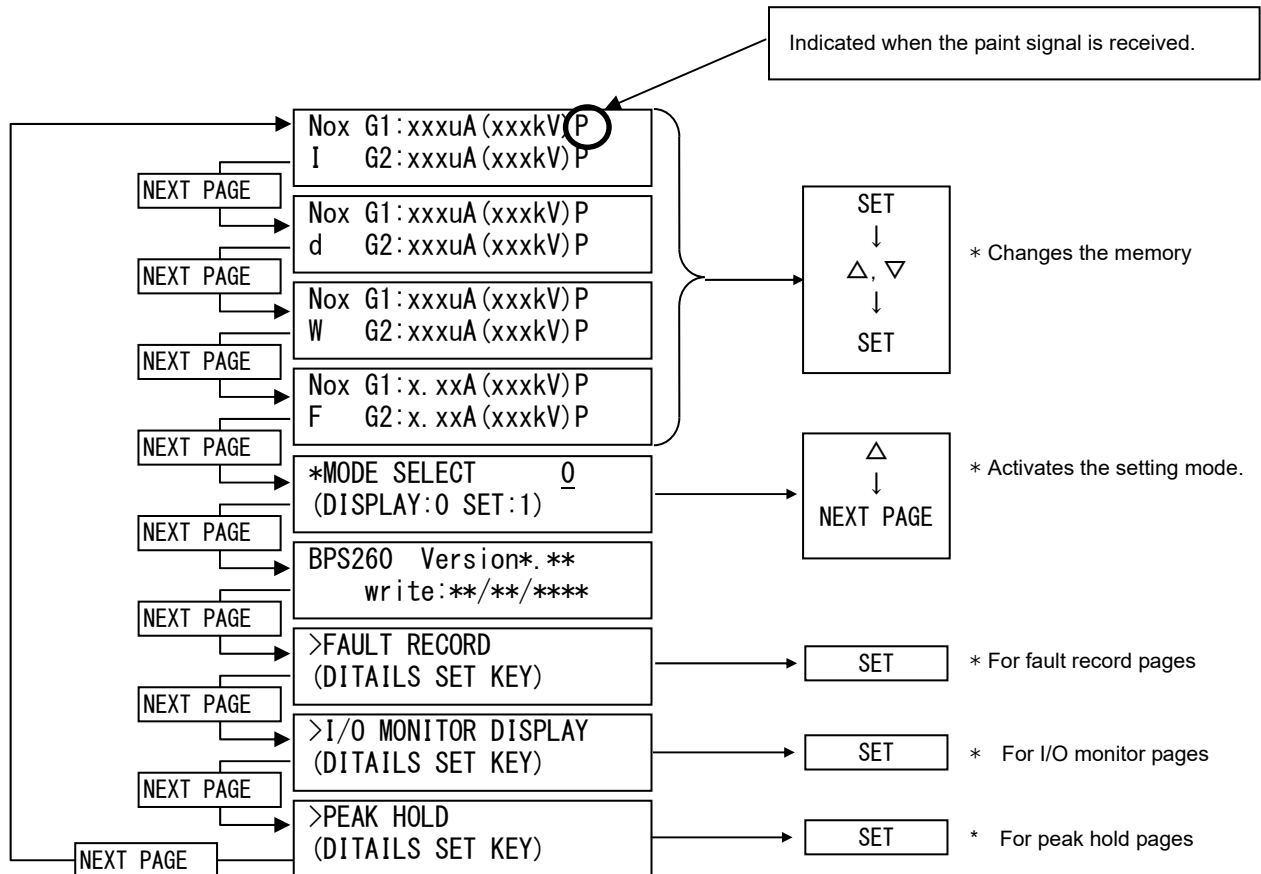 Indicated when the paint signal is received.
Nox G1:xxxuA(xxxkV)P
I G2:xxxuA(xxxkV)P
NEXT PAGE
Nox G1:xxxuA(xxxkV)P
d G2:xxxuA(xxxkV)P
NEXT PAGE
Nox G1:xxxuA(xxxkV)P
W G2:xxxuA(xxxkV)P
NEXT PAGE
Nox G1:x.xxA(xxxkV)P
F G2:x.xxA(xxxkV)P
SET
↓
△, ▽
↓
SET
* Changes the memory
NEXT PAGE
*MODE SELECT 0
(DISPLAY:0 SET:1)
△
↓
NEXT PAGE
* Activates the setting mode.
NEXT PAGE
BPS260 Version*.**
write:**/**/****
NEXT PAGE
>FAULT RECORD
(DITAILS SET KEY)
SET
* For fault record pages
NEXT PAGE
>I/O MONITOR DISPLAY
(DITAILS SET KEY)
SET
* For I/O monitor pages
NEXT PAGE
>PEAK HOLD
(DITAILS SET KEY)
SET
* For peak hold pages
NEXT PAGE